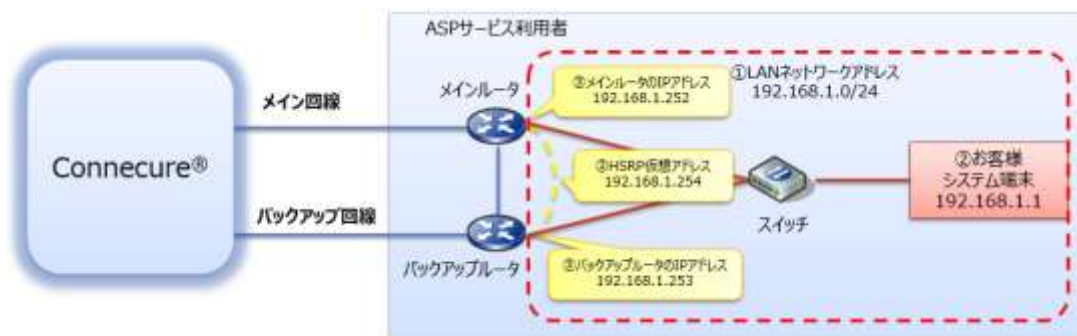 ASPサービス利用者
①LANネットワークアドレス
192.168.1.0/24
メインルータ
③メインルータのIPアドレス
192.168.1.252
メイン回線
Connecure®
③HSRP仮想アドレス
192.168.1.254
②お客様
システム端末
192.168.1.1
スイッチ
バックアップ回線
バックアップルータ
③バックアップルータのIPアドレス
192.168.1.253